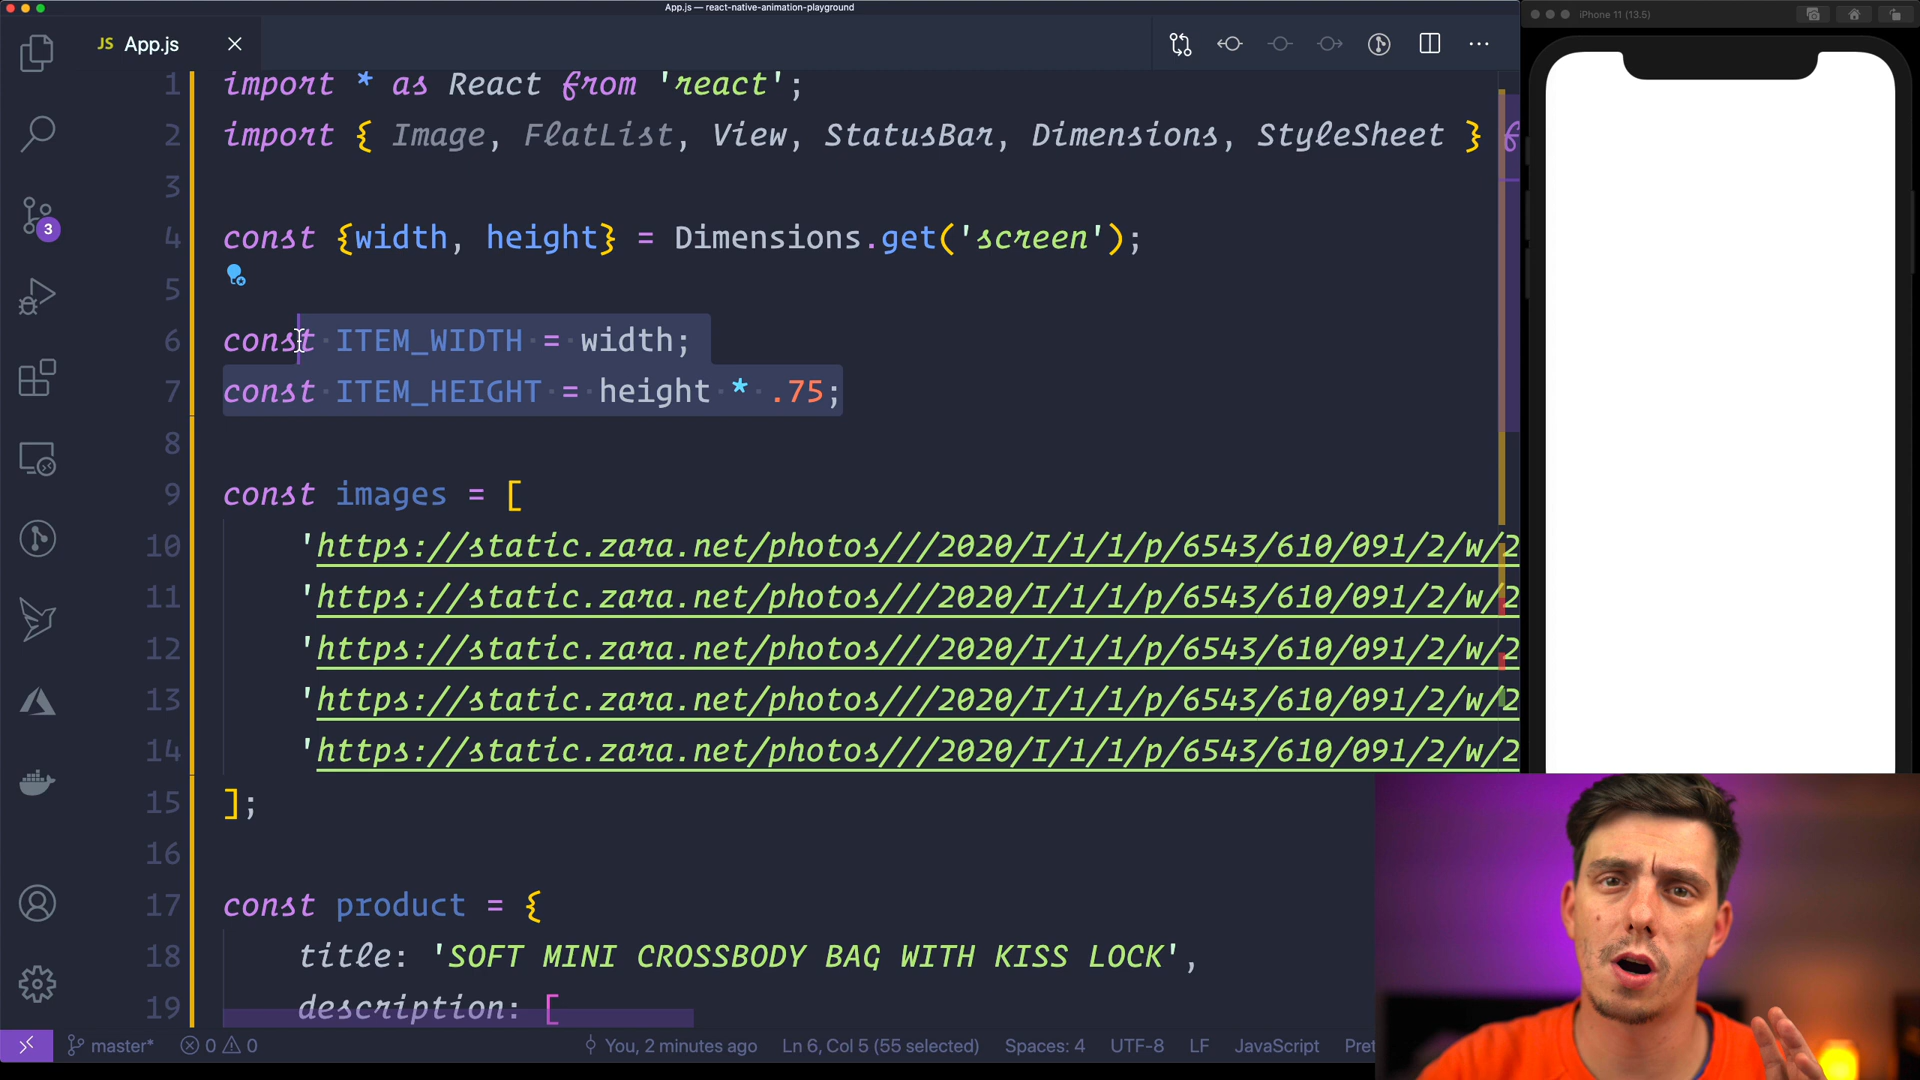 App.js — react-native-animation-playground
iPhone 11 (13.5)
JS App.js
1 import * as React from 'react';
2 import { Image, FlatList, View, StatusBar, Dimensions, StyleSheet } f
3
4 const {width, height} = Dimensions.get('screen');
5
6 const ITEM_WIDTH = width;
7 const ITEM_HEIGHT = height * .75;
8
9 const images = [
10 'https://static.zara.net/photos///2020/I/1/1/p/6543/610/091/2/w/2
11 'https://static.zara.net/photos///2020/I/1/1/p/6543/610/091/2/w/2
12 'https://static.zara.net/photos///2020/I/1/1/p/6543/610/091/2/w/2
13 'https://static.zara.net/photos///2020/I/1/1/p/6543/610/091/2/w/2
14 'https://static.zara.net/photos///2020/I/1/1/p/6543/610/091/2/w/2
15 ];
16
17 const product = {
18 title: 'SOFT MINI CROSSBODY BAG WITH KISS LOCK',
19 description: [
3
master* 0 0 You, 2 minutes ago Ln 6, Col 5 (55 selected) Spaces: 4 UTF-8 LF JavaScript Pret